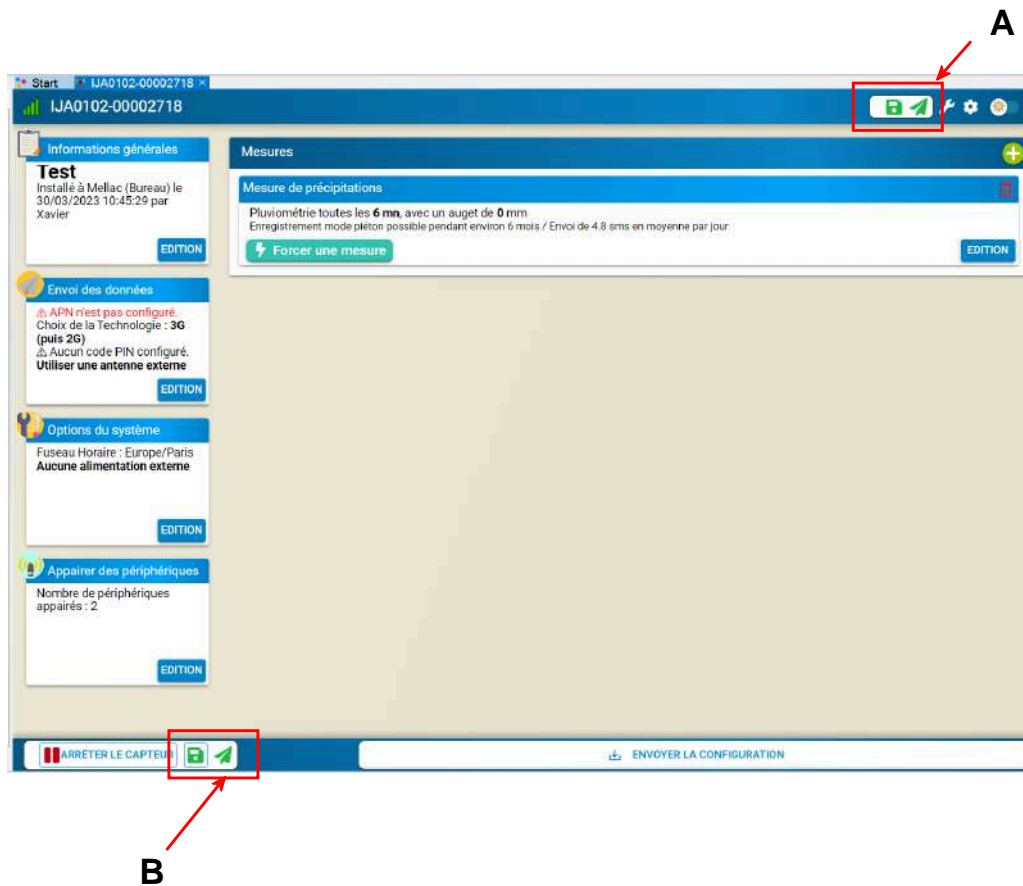 A
Start IJA0102-00002718 ×
IJA0102-00002718
Informations générales
Test
Installé à Mellac (Bureau) le
30/03/2023 10:45:29 par
Xavier
EDITION
Envoi des données
⚠ APN n'est pas configuré.
Choix de la Technologie : 3G
(puis 2G)
⚠ Aucun code PIN configuré.
Utiliser une antenne externe
EDITION
Options du système
Fuseau Horaire : Europe/Paris
Aucune alimentation externe
EDITION
Appairer des périphériques
Nombre de périphériques
appairés : 2
EDITION
Mesures
Mesure de précipitations
Pluviométrie toutes les 6 mn, avec un auget de 0 mm
Enregistrement mode piéton possible pendant environ 6 mois / Envoi de 4.8 sms en moyenne par jour
Forcer une mesure
EDITION
ARRÊTER LE CAPTEUR
ENVOYER LA CONFIGURATION
B